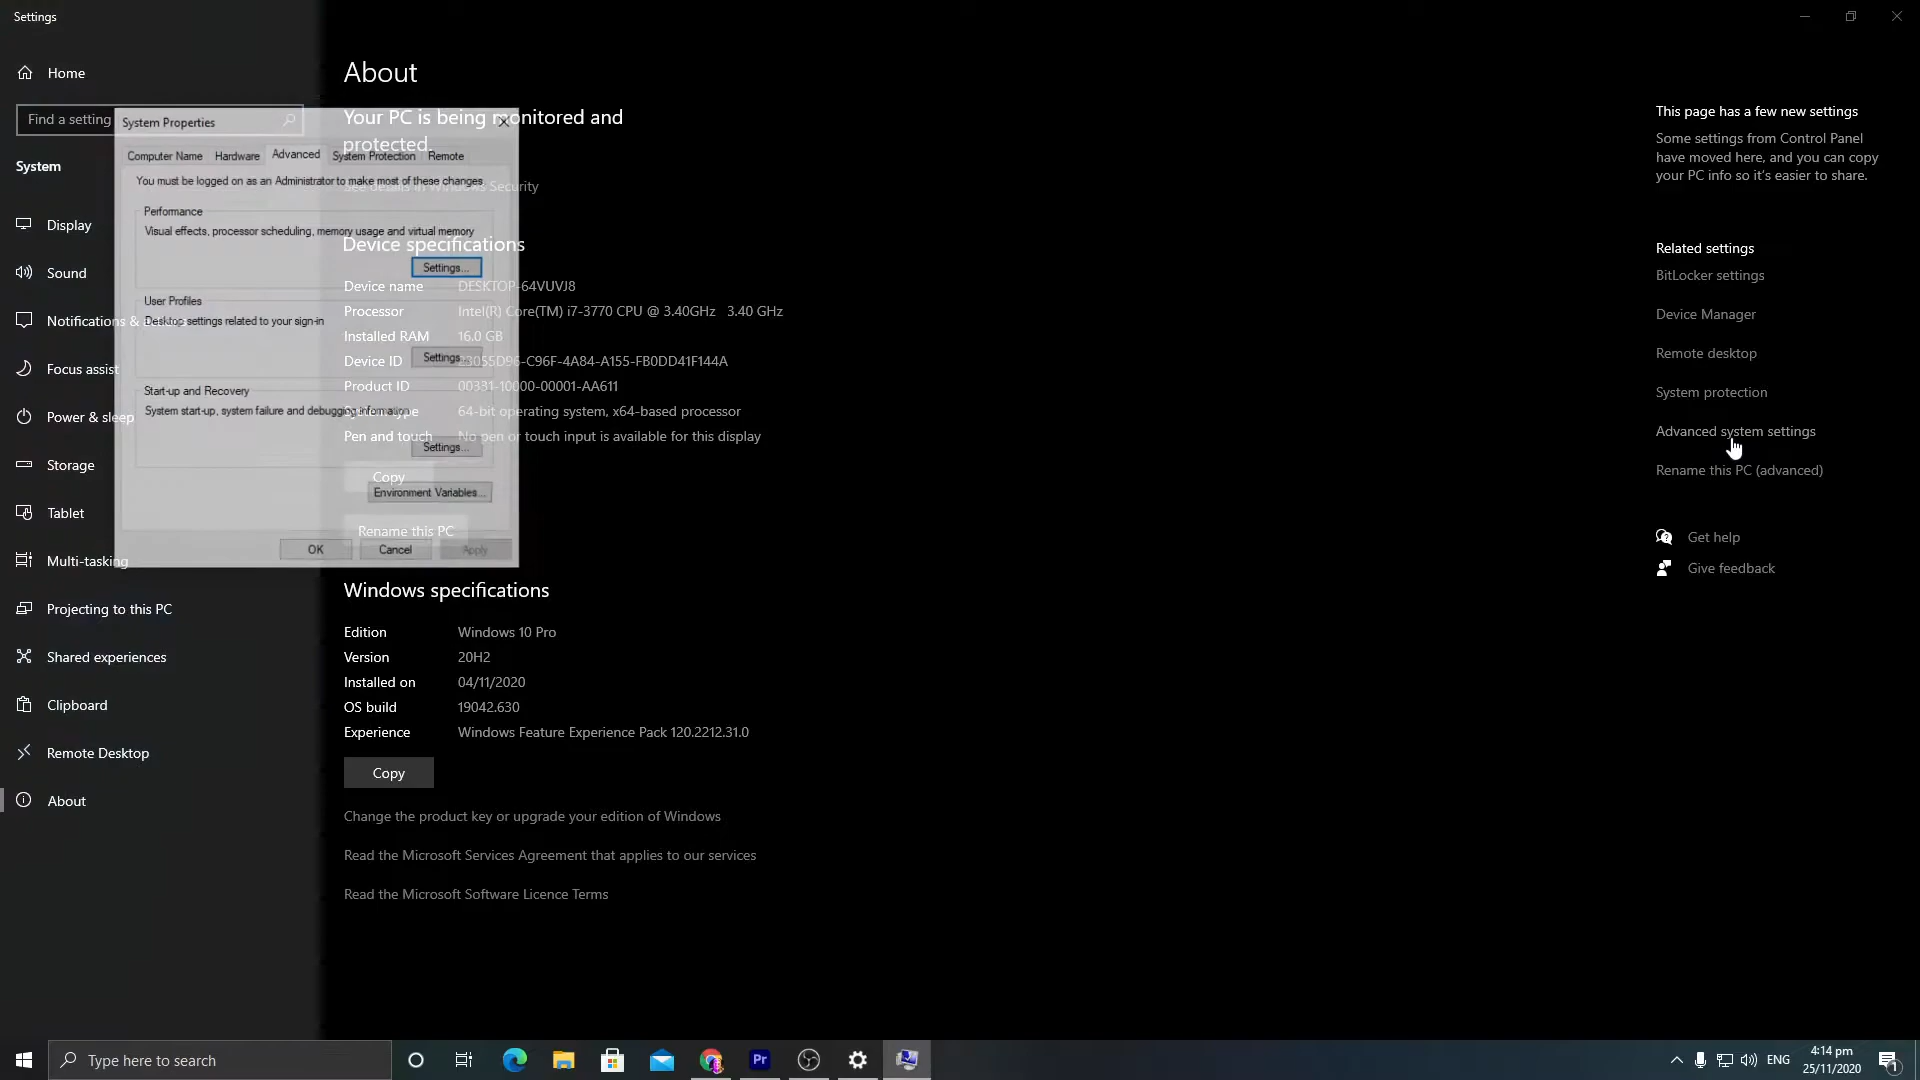 Settings
Home
Find a setting
System
Display
Sound
Notifications &
Focus assist
Power & sleep
Storage
Tablet
Multi-tasking
Projecting to this PC
Shared experiences
Clipboard
Remote Desktop
About
System Properties
Computer Name Hardware Advanced System Protection Remote
You must be logged on as an Administrator to make most of these changes
Performance
Visual effects, processor scheduling, memory usage and virtual memory
Settings...
User Profiles
Desktop settings related to your sign-in
Settings...
Start-up and Recovery
System start-up, system failure and debugging information
Settings...
Environment Variables...
OK Cancel Apply
About
Your PC is being monitored and
protected.
See details in Windows Security
Device specifications
Device name DESKTOP-64VUVJ8
Processor Intel(R) Core(TM) i7-3770 CPU @ 3.40GHz 3.40 GHz
Installed RAM 16.0 GB
Device ID 23055D96-C96F-4A84-A155-FB0DD41F144A
Product ID 00331-10000-00001-AA611
System type 64-bit operating system, x64-based processor
Pen and touch No pen or touch input is available for this display
Copy
Rename this PC
Windows specifications
Edition Windows 10 Pro
Version 20H2
Installed on 04/11/2020
OS build 19042.630
Experience Windows Feature Experience Pack 120.2212.31.0
Copy
Change the product key or upgrade your edition of Windows
Read the Microsoft Services Agreement that applies to our services
Read the Microsoft Software Licence Terms
This page has a few new settings
Some settings from Control Panel
have moved here, and you can copy
your PC info so it's easier to share.
Related settings
BitLocker settings
Device Manager
Remote desktop
System protection
Advanced system settings
Rename this PC (advanced)
Get help
Give feedback
Type here to search
Pr
ENG
4:14 pm
25/11/2020
1